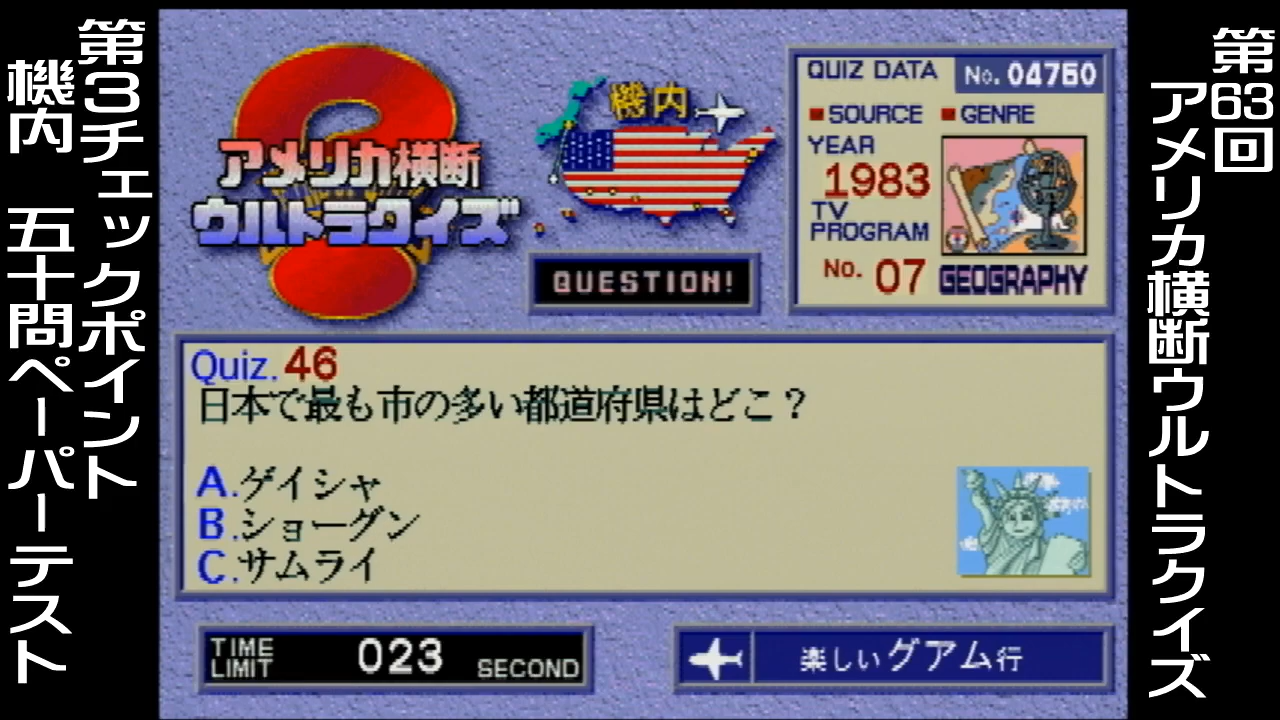 第63回
アメリカ横断ウルトラクイズ
第3チェックポイント
機内 五十問ペーパーテスト
アメリカ横断
ウルトラクイズ
機内
QUESTION!
QUIZ DATA No. 04760
SOURCE GENRE
YEAR
1983
TV
PROGRAM
No. 07 GEOGRAPHY
Quiz. 46
日本で最も市の多い都道府県はどこ?
A.ゲイシャ
B.ショーグン
C.サムライ
TIME
LIMIT 023 SECOND
楽しいグアム行